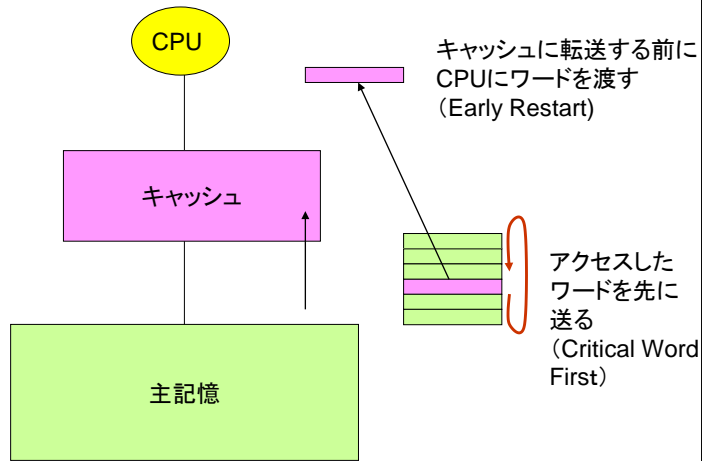 CPU
キャッシュに転送する前に
CPUにワードを渡す
（Early Restart)
キャッシュ
アクセスした
ワードを先に
送る
（Critical Word
First）
主記憶